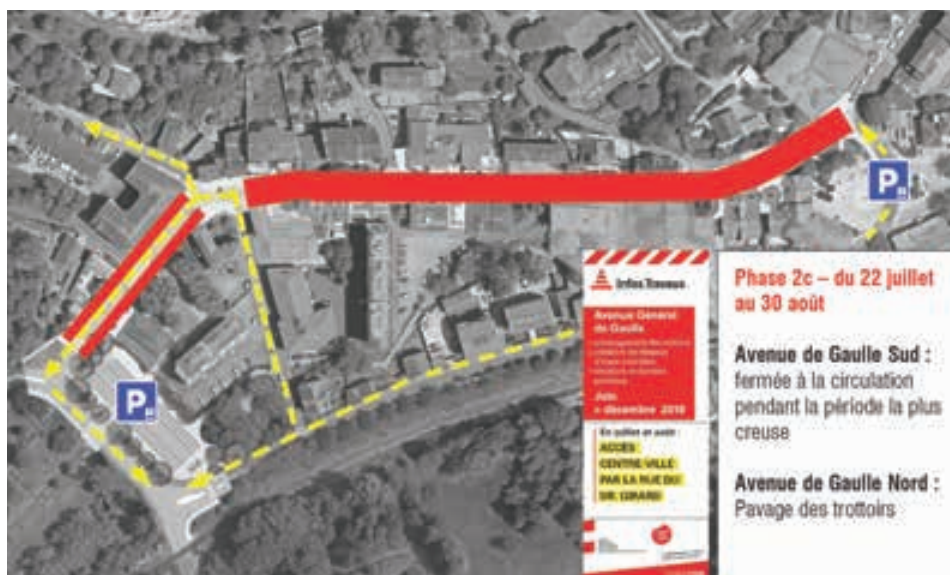 P
P
Infos Travaux
Avenue Général
de Gaulle
Juin
> décembre 2019
En juillet et août :
ACCÈS
CENTRE VILLE
PAR LA RUE DU
DR. GIRARD
Phase 2c – du 22 juillet
au 30 août
Avenue de Gaulle Sud :
fermée à la circulation
pendant la période la plus
creuse
Avenue de Gaulle Nord :
Pavage des trottoirs